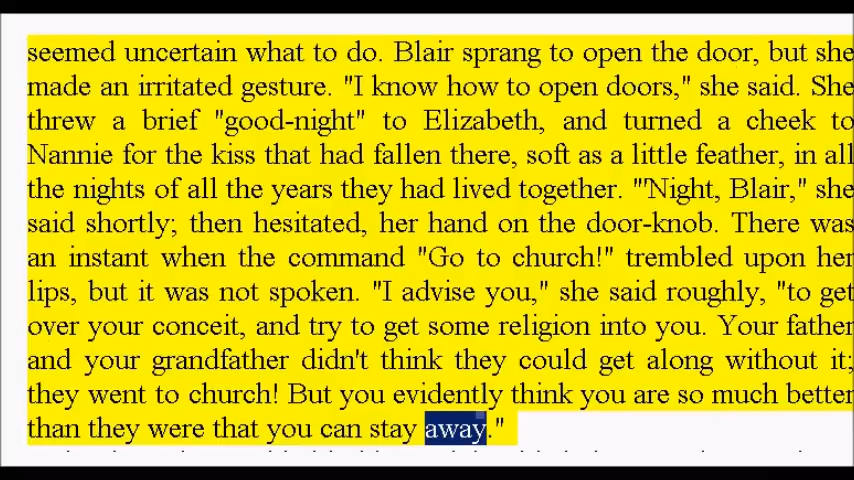 seemed uncertain what to do. Blair sprang to open the door, but she
made an irritated gesture. "I know how to open doors," she said. She
threw a brief "good-night" to Elizabeth, and turned a cheek to
Nannie for the kiss that had fallen there, soft as a little feather, in all
the nights of all the years they had lived together. "'Night, Blair," she
said shortly; then hesitated, her hand on the door-knob. There was
an instant when the command "Go to church!" trembled upon her
lips, but it was not spoken. "I advise you," she said roughly, "to get
over your conceit, and try to get some religion into you. Your father
and your grandfather didn't think they could get along without it;
they went to church! But you evidently think you are so much better
than they were that you can stay away."